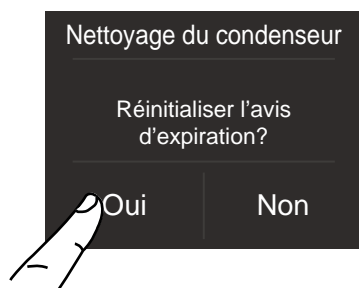 Nettoyage du condenseur
Réinitialiser l'avis
d'expiration?
Oui
Non